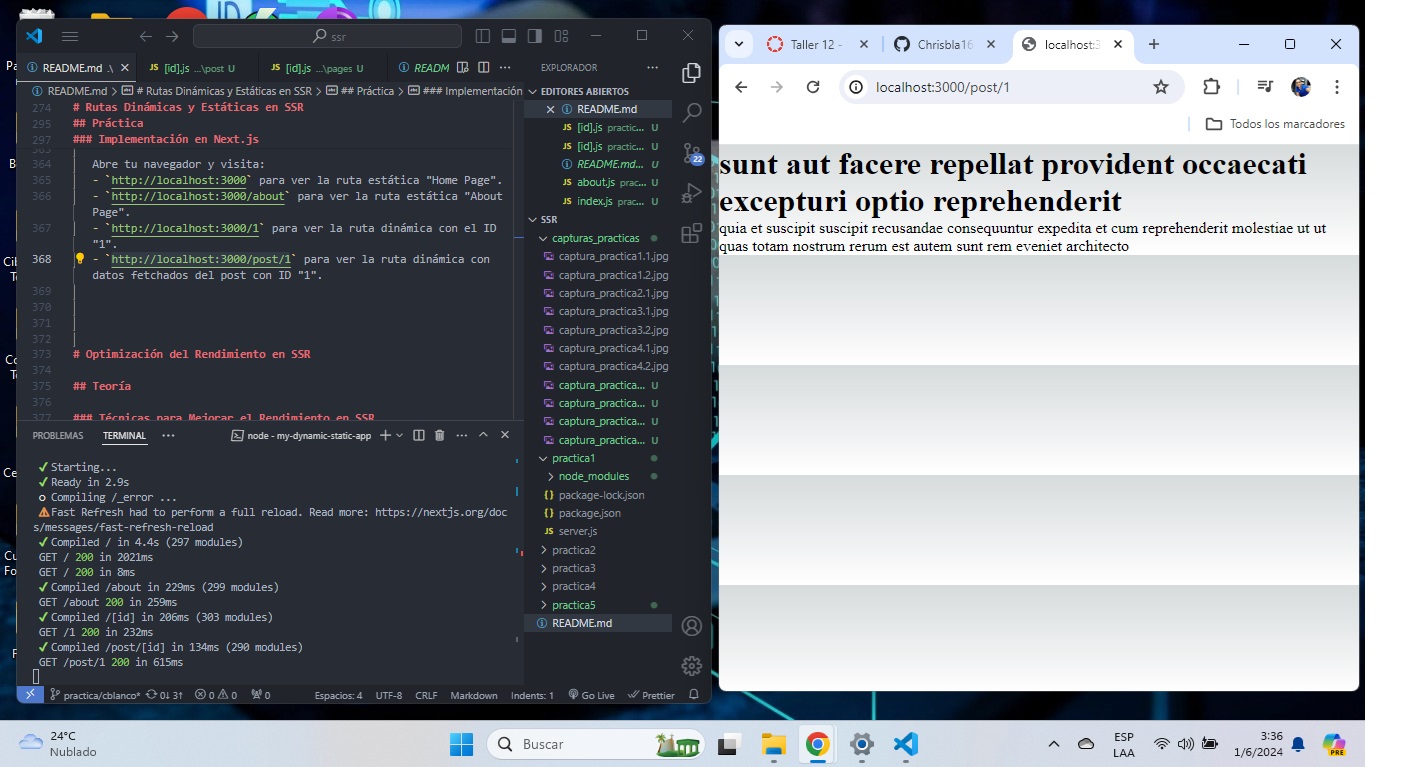 ssr
README.md .\
[id].js ...\post U
[id].js ...\pages U
README
README.md > # Rutas Dinámicas y Estáticas en SSR > ## Práctica > ### Implementación
274 # Rutas Dinámicas y Estáticas en SSR
295 ## Práctica
297 ### Implementación en Next.js
363
364 Abre tu navegador y visita:
365 - `http://localhost:3000` para ver la ruta estática "Home Page".
366 - `http://localhost:3000/about` para ver la ruta estática "About
Page".
367 - `http://localhost:3000/1` para ver la ruta dinámica con el ID
"1".
368 - `http://localhost:3000/post/1` para ver la ruta dinámica con
datos fetchados del post con ID "1".
369
370
371
372
373 # Optimización del Rendimiento en SSR
374
375 ## Teoría
376
377 ### Técnicas para Mejorar el Rendimiento en SSR
PROBLEMAS TERMINAL ... node - my-dynamic-static-app
✓ Starting...
✓ Ready in 2.9s
○ Compiling /_error ...
⚠ Fast Refresh had to perform a full reload. Read more: https://nextjs.org/doc
s/messages/fast-refresh-reload
✓ Compiled / in 4.4s (297 modules)
GET / 200 in 2021ms
GET / 200 in 8ms
✓ Compiled /about in 229ms (299 modules)
GET /about 200 in 259ms
✓ Compiled /[id] in 206ms (303 modules)
GET /1 200 in 232ms
✓ Compiled /post/[id] in 134ms (290 modules)
GET /post/1 200 in 615ms
EXPLORADOR ...
EDITORES ABIERTOS
README.md
JS [id].js practic... U
JS [id].js practic... U
README.md... U
JS about.js prac... U
JS index.js prac... U
SSR
capturas_practicas
captura_practica1.1.jpg
captura_practica1.2.jpg
captura_practica2.1.jpg
captura_practica3.1.jpg
captura_practica3.2.jpg
captura_practica4.1.jpg
captura_practica4.2.jpg
captura_practica... U
captura_practica... U
captura_practica... U
captura_practica... U
practica1
node_modules
{} package-lock.json
{} package.json
JS server.js
practica2
practica3
practica4
practica5
README.md
22
practica/cblanco* 0↓ 3↑ 0 0 0 Espacios: 4 UTF-8 CRLF Markdown Indents: 1 Go Live Prettier
Taller 12 -
Chrisbla16
localhost:3
localhost:3000/post/1
Todos los marcadores
sunt aut facere repellat provident occaecati
excepturi optio reprehenderit
quia et suscipit suscipit recusandae consequuntur expedita et cum reprehenderit molestiae ut ut
quas totam nostrum rerum est autem sunt rem eveniet architecto
24°C
Nublado
Buscar
ESP
LAA
3:36
1/6/2024
PRE